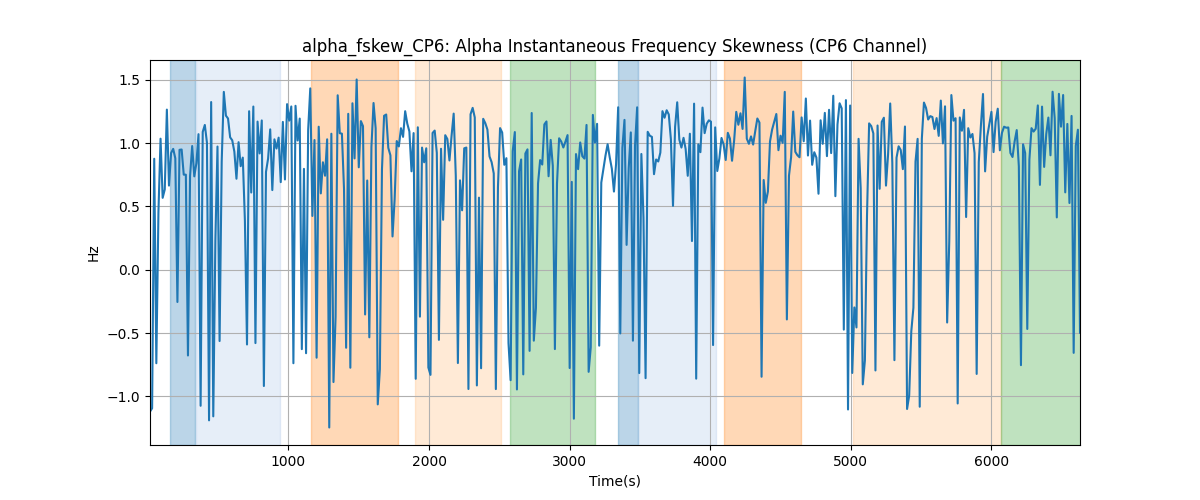 alpha_fskew_CP6: Alpha Instantaneous Frequency Skewness (CP6 Channel)
1.5
1.0
0.5
0.0
−0.5
−1.0
Hz
1000 2000 3000 4000 5000 6000
Time(s)